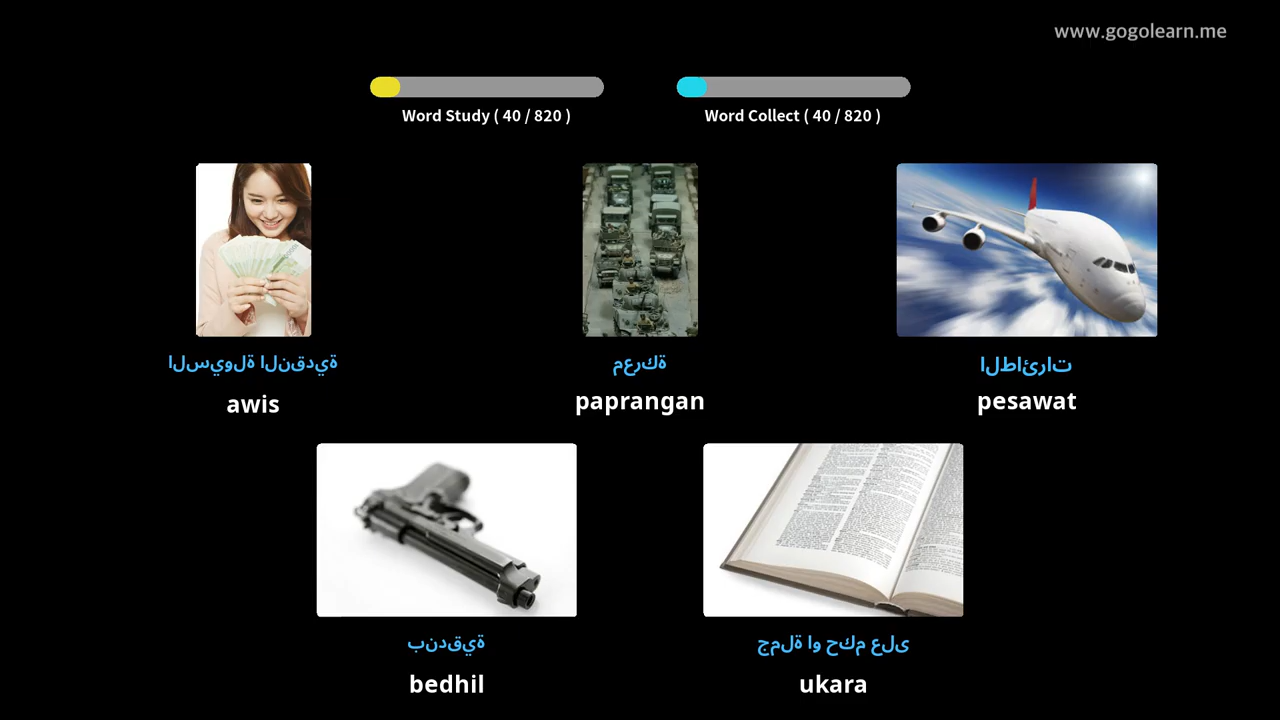 www.gogolearn.me
Word Study ( 40 / 820 )
Word Collect ( 40 / 820 )
السيولة النقدية
awis
معركة
paprangan
الطائرات
pesawat
بندقية
bedhil
جملة او حكم على
ukara